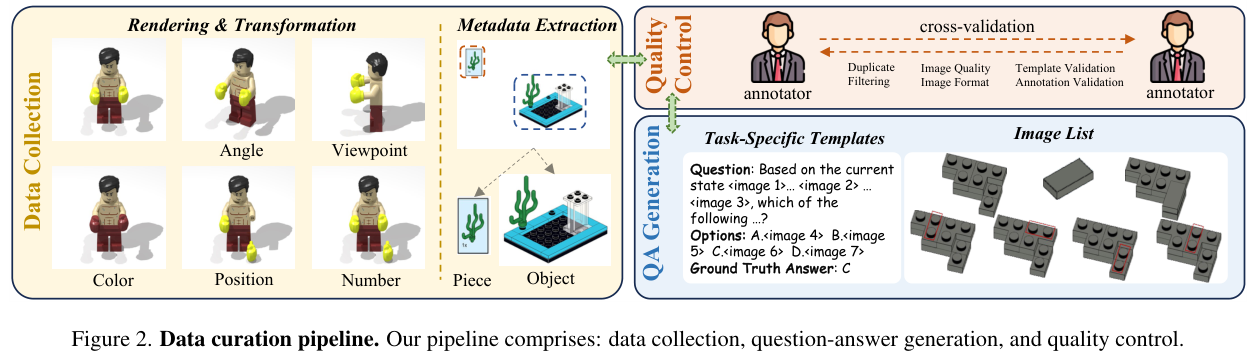 Data Collection
Rendering & Transformation
Angle
Viewpoint
Color
Position
Number
Metadata Extraction
1x
Piece
Object
Quality
Control
annotator
cross-validation
Duplicate
Filtering
Image Quality
Image Format
Template Validation
Annotation Validation
annotator
QA Generation
Task-Specific Templates
Question: Based on the current
state <image 1>... <image 2> ...
<image 3>, which of the
following ...?
Options: A.<image 4> B.<image
5> C.<image 6> D.<image 7>
Ground Truth Answer: C
Image List
Figure 2. Data curation pipeline. Our pipeline comprises: data collection, question-answer generation, and quality control.